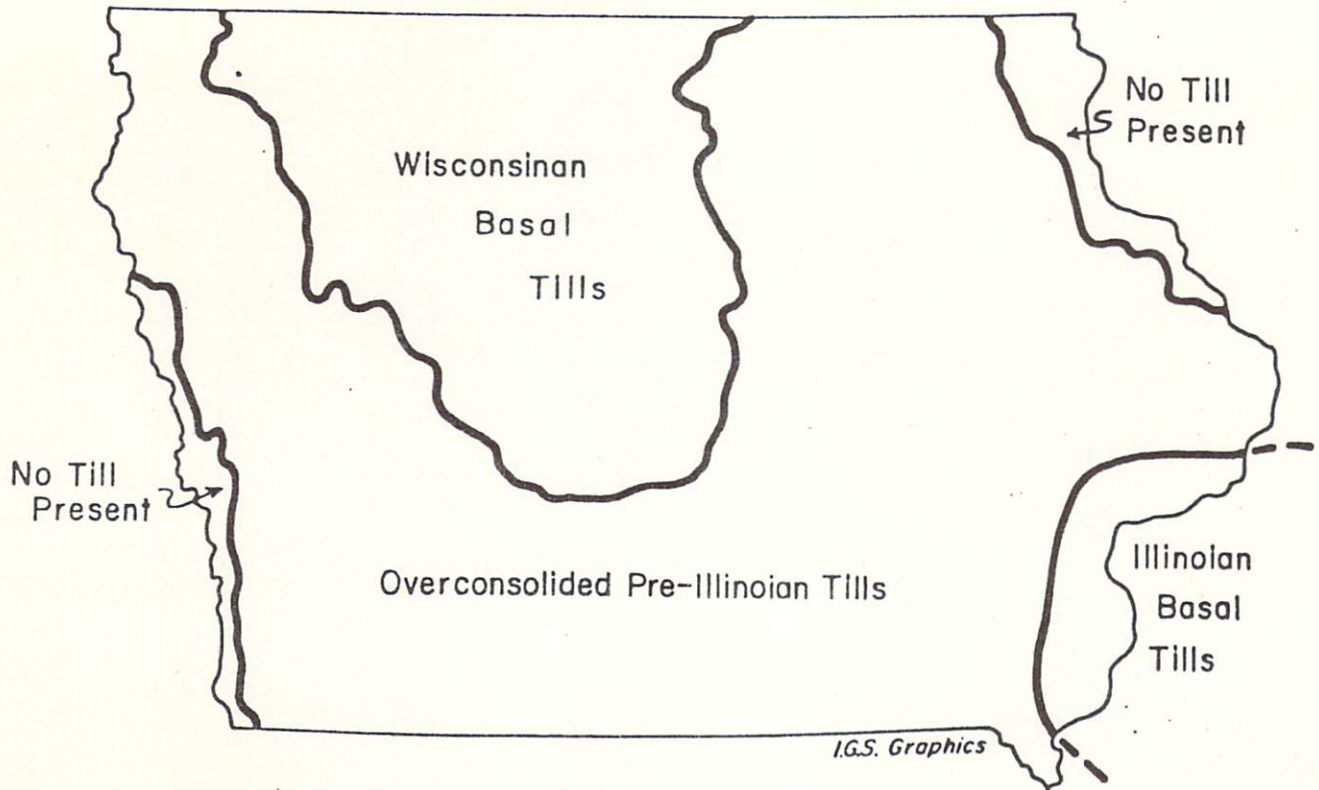 No Till
Present
Wisconsinan
Basal
Tills
No Till
Present
Overconsolided Pre-Illinoian Tills
Illinoian
Basal
Tills
I.G.S. Graphics